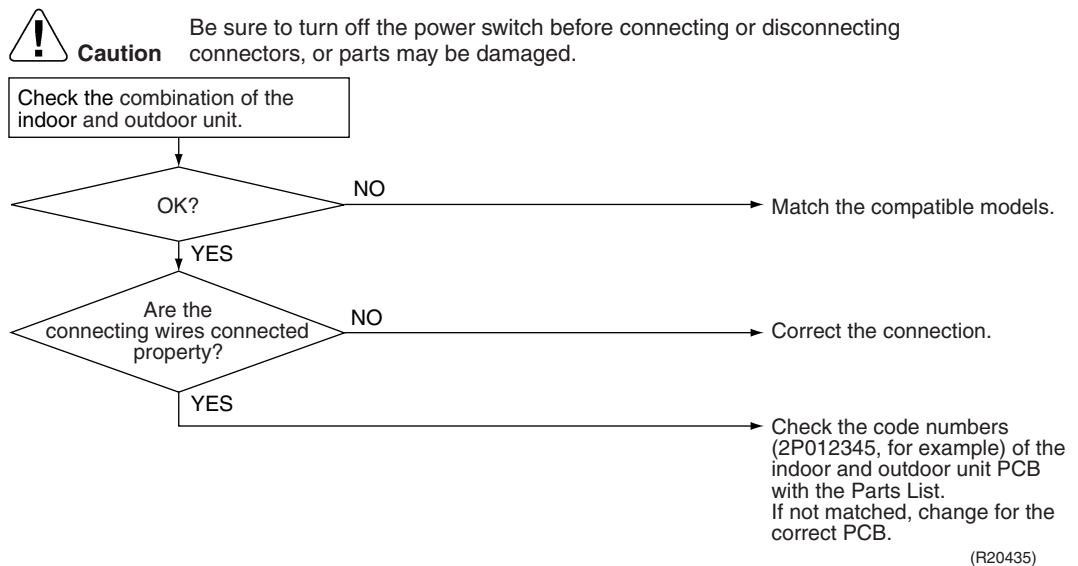 Be sure to turn off the power switch before connecting or disconnecting
Caution connectors, or parts may be damaged.
Check the combination of the
indoor and outdoor unit.
OK?
NO
Match the compatible models.
YES
Are the
connecting wires connected
property?
NO
Correct the connection.
YES
Check the code numbers
(2P012345, for example) of the
indoor and outdoor unit PCB
with the Parts List.
If not matched, change for the
correct PCB.
(R20435)